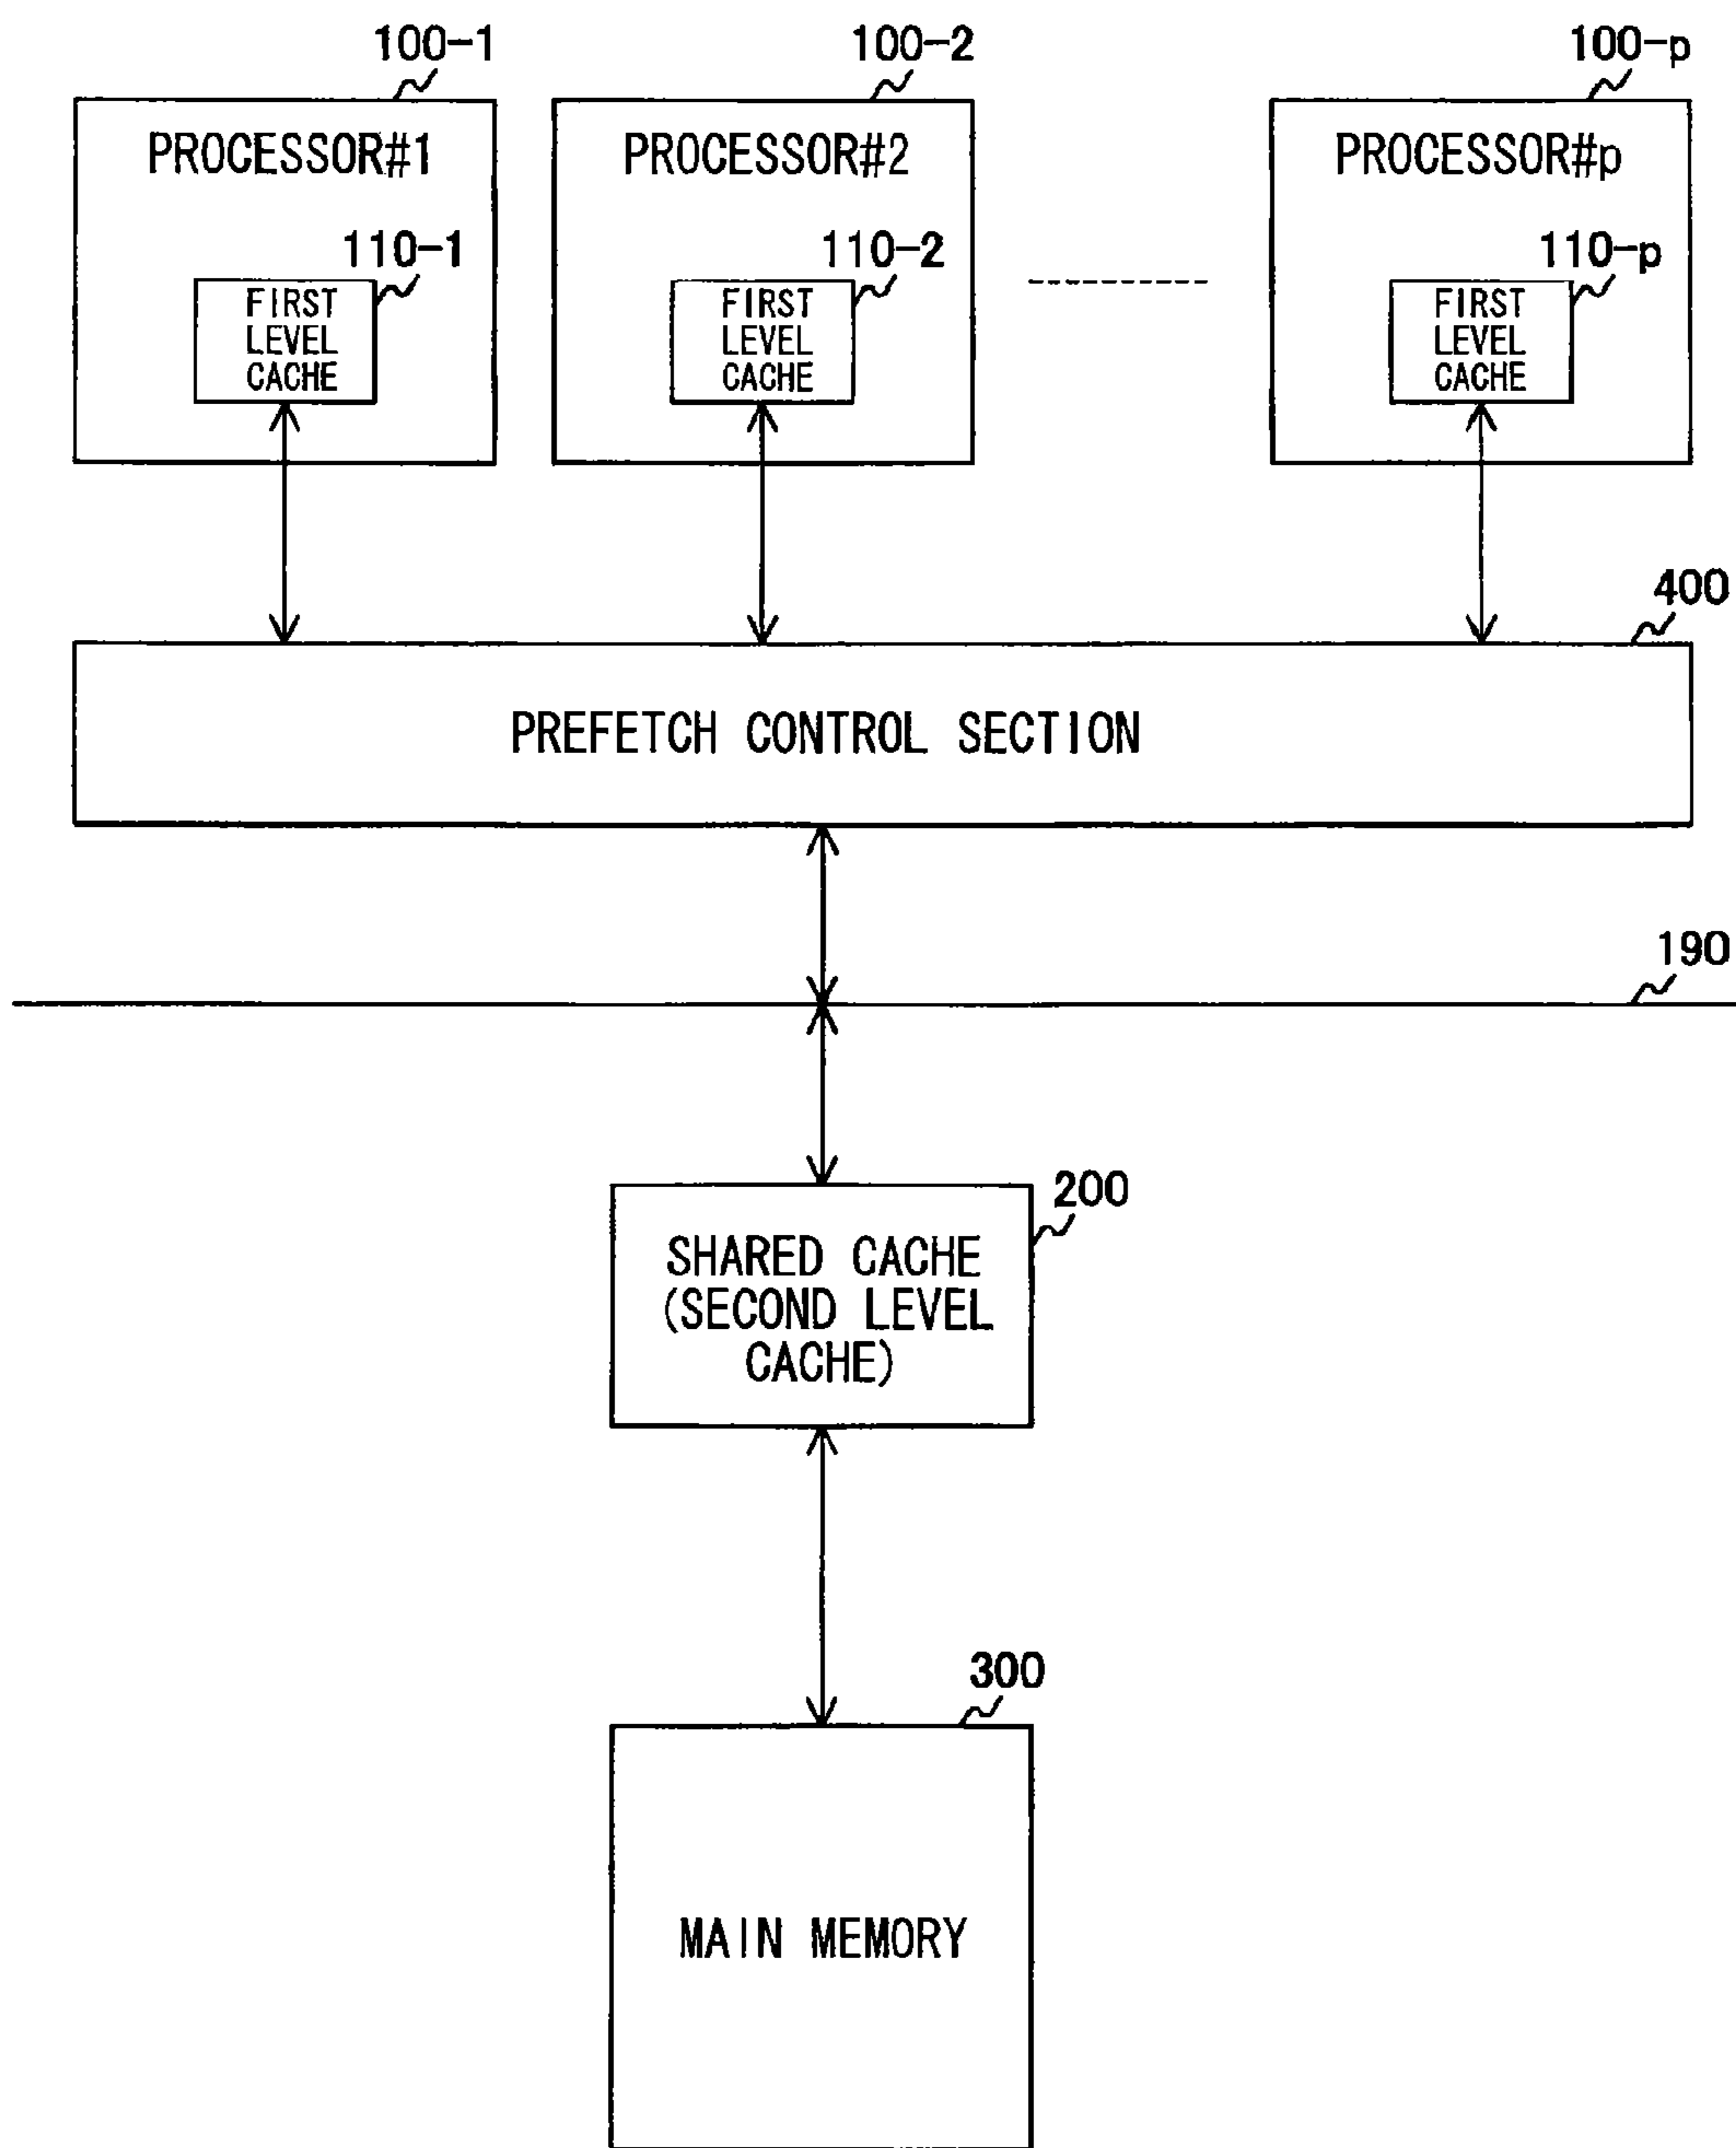 100-1
100-2
100-p
PROCESSOR#1
PROCESSOR#2
PROCESSOR#p
110-1
110-2
110-p
FIRST
LEVEL
CACHE
FIRST
LEVEL
CACHE
FIRST
LEVEL
CACHE
400
PREFETCH CONTROL SECTION
190
200
SHARED CACHE
(SECOND LEVEL
CACHE)
300
MAIN MEMORY